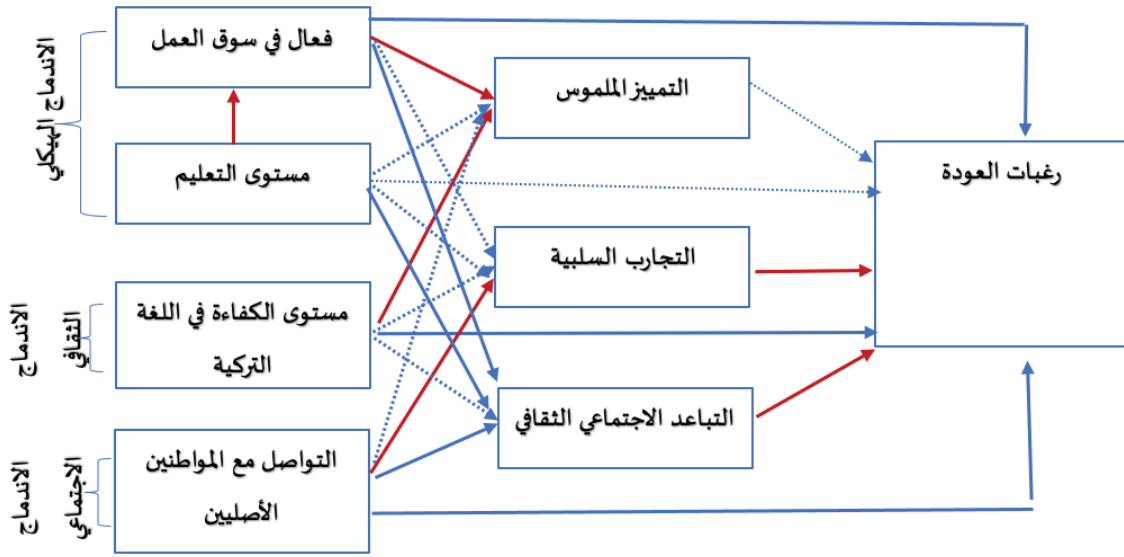 الاندماج الهيكلي
فعال في سوق العمل
مستوى التعليم
الاندماج
الثقافي
مستوى الكفاءة في اللغة
التركية
الاندماج
الاجتماعي
التواصل مع المواطنين
الأصليين
التمييز الملموس
التجارب السلبية
التباعد الاجتماعي الثقافي
رغبات العودة